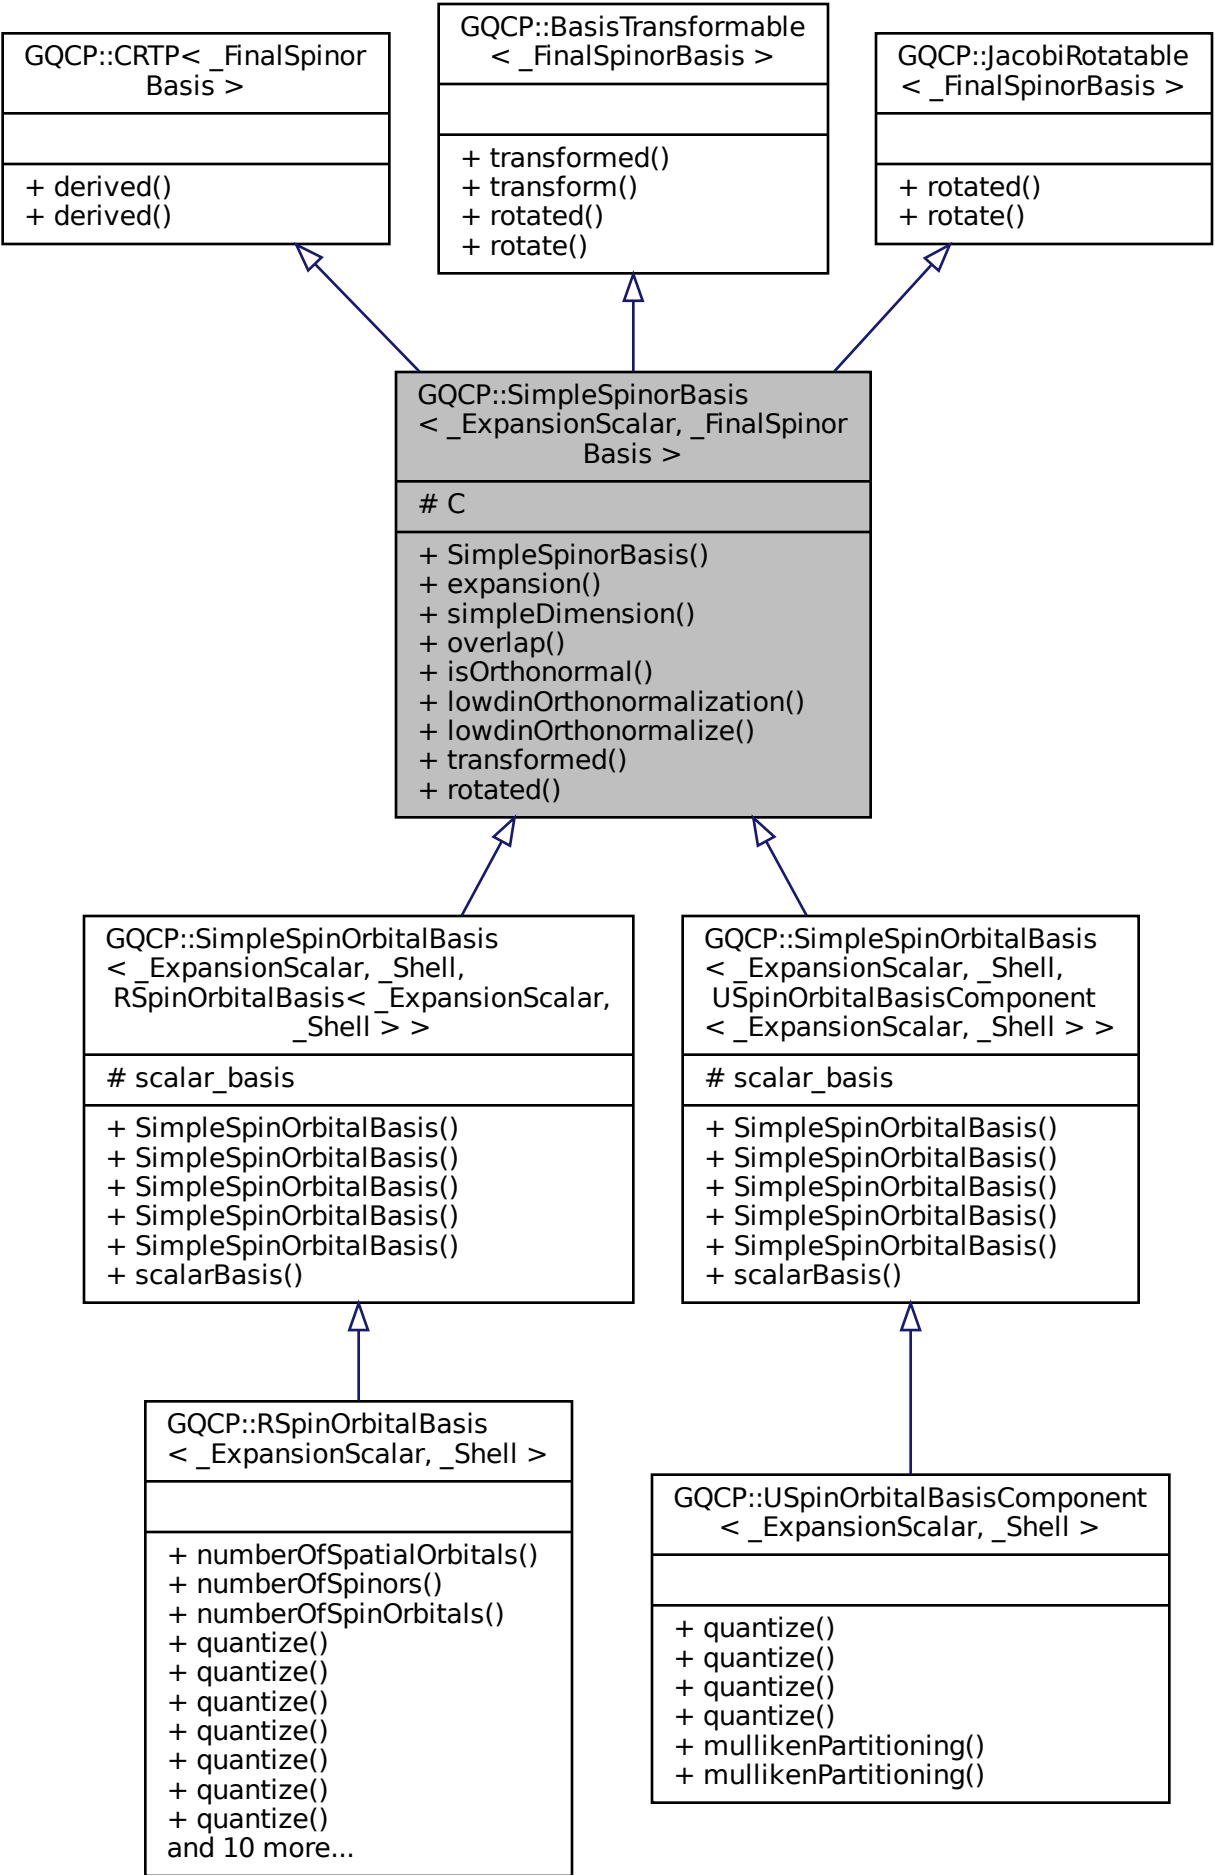 GQCP::CRTP< _FinalSpinor
Basis >
+ derived()
+ derived()
GQCP::BasisTransformable
< _FinalSpinorBasis >
+ transformed()
+ transform()
+ rotated()
+ rotate()
GQCP::JacobiRotatable
< _FinalSpinorBasis >
+ rotated()
+ rotate()
GQCP::SimpleSpinorBasis
< _ExpansionScalar, _FinalSpinor
Basis >
# C
+ SimpleSpinorBasis()
+ expansion()
+ simpleDimension()
+ overlap()
+ isOrthonormal()
+ lowdinOrthonormalization()
+ lowdinOrthonormalize()
+ transformed()
+ rotated()
GQCP::SimpleSpinOrbitalBasis
< _ExpansionScalar, _Shell,
RSpinOrbitalBasis< _ExpansionScalar,
_Shell > >
# scalar_basis
+ SimpleSpinOrbitalBasis()
+ SimpleSpinOrbitalBasis()
+ SimpleSpinOrbitalBasis()
+ SimpleSpinOrbitalBasis()
+ SimpleSpinOrbitalBasis()
+ scalarBasis()
GQCP::SimpleSpinOrbitalBasis
< _ExpansionScalar, _Shell,
USpinOrbitalBasisComponent
< _ExpansionScalar, _Shell > >
# scalar_basis
+ SimpleSpinOrbitalBasis()
+ SimpleSpinOrbitalBasis()
+ SimpleSpinOrbitalBasis()
+ SimpleSpinOrbitalBasis()
+ SimpleSpinOrbitalBasis()
+ scalarBasis()
GQCP::RSpinOrbitalBasis
< _ExpansionScalar, _Shell >
+ numberOfSpatialOrbitals()
+ numberOfSpinors()
+ numberOfSpinOrbitals()
+ quantize()
+ quantize()
+ quantize()
+ quantize()
+ quantize()
+ quantize()
+ quantize()
and 10 more...
GQCP::USpinOrbitalBasisComponent
< _ExpansionScalar, _Shell >
+ quantize()
+ quantize()
+ quantize()
+ quantize()
+ mullikenPartitioning()
+ mullikenPartitioning()